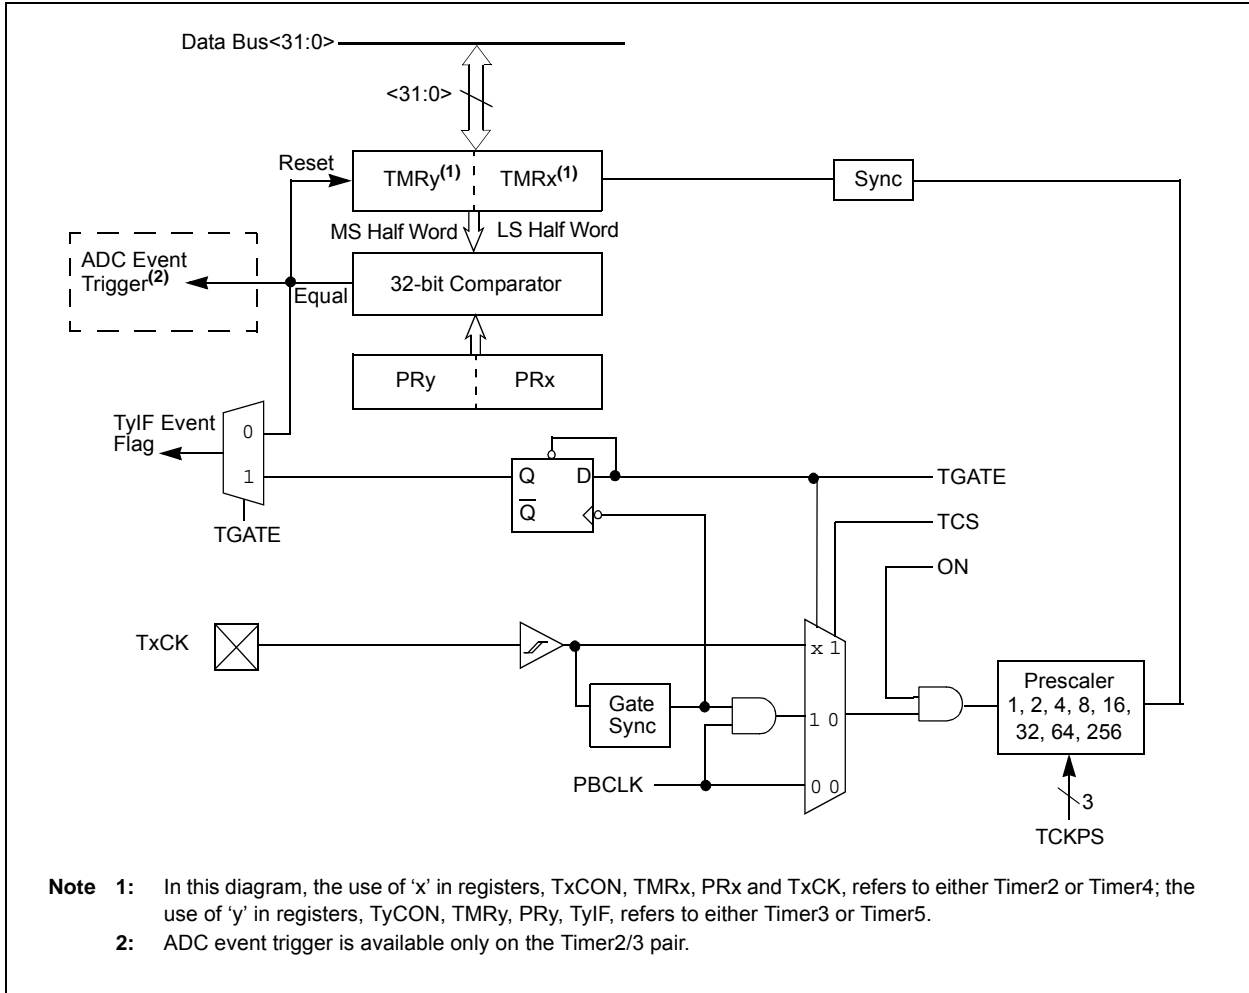 Data Bus<31:0>
<31:0>
Reset
TMRy(1) TMRx(1)
Sync
MS Half Word LS Half Word
ADC Event
Trigger(2)
Equal
32-bit Comparator
PRy PRx
TyIF Event
Flag
0
1
TGATE
Q D
Q
TGATE
TCS
ON
TxCK
x 1
Gate
Sync
1 0
Prescaler
1, 2, 4, 8, 16,
32, 64, 256
PBCLK
0 0
3
TCKPS
Note 1: In this diagram, the use of ‘x’ in registers, TxCON, TMRx, PRx and TxCK, refers to either Timer2 or Timer4; the
use of ‘y’ in registers, TyCON, TMRy, PRy, TyIF, refers to either Timer3 or Timer5.
2: ADC event trigger is available only on the Timer2/3 pair.